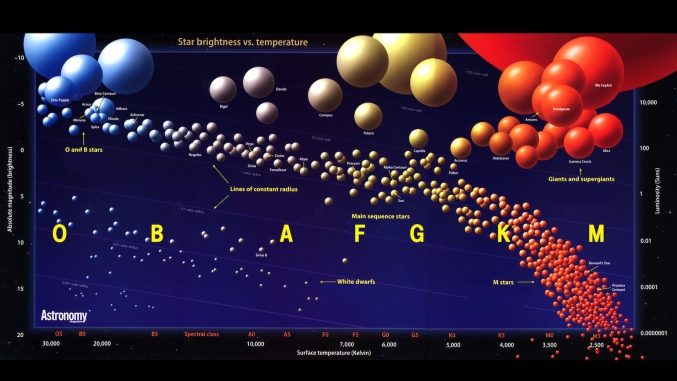 Star brightness vs. temperature
-10
-5
0
5
10
15
20
Absolute magnitude (brightness)
10,000
100
1
0.01
0.0001
0.0000001
Luminosity (Suns)
Zeta Puppis
Beta Centauri
Adhara
Mimosa
Spica
Shaula
Achernar
O and B stars
Regulus
Rigel
Deneb
Vega
Sirius
Castor
Fomalhaut
Altair
Canopus
Polaris
Procyon
Alpha Centauri
Sun
Capella
Pollux
Arcturus
Aldebaran
Antares
Betelgeuse
Mu Cephei
Gamma Crucis
Mira
Giants and supergiants
Lines of constant radius
Main sequence stars
O B A F G K M
Sirius B
White dwarfs
M stars
Barnard's Star
Proxima
Centauri
Astronomy
O5 B0 B5 Spectral class A0 A5 F0 F5 G0 G5 K0 K5 M0 M5
30,000 20,000 10,000 7,000 6,000 5,000 4,000 3,500 2,500
Surface temperature (Kelvin)